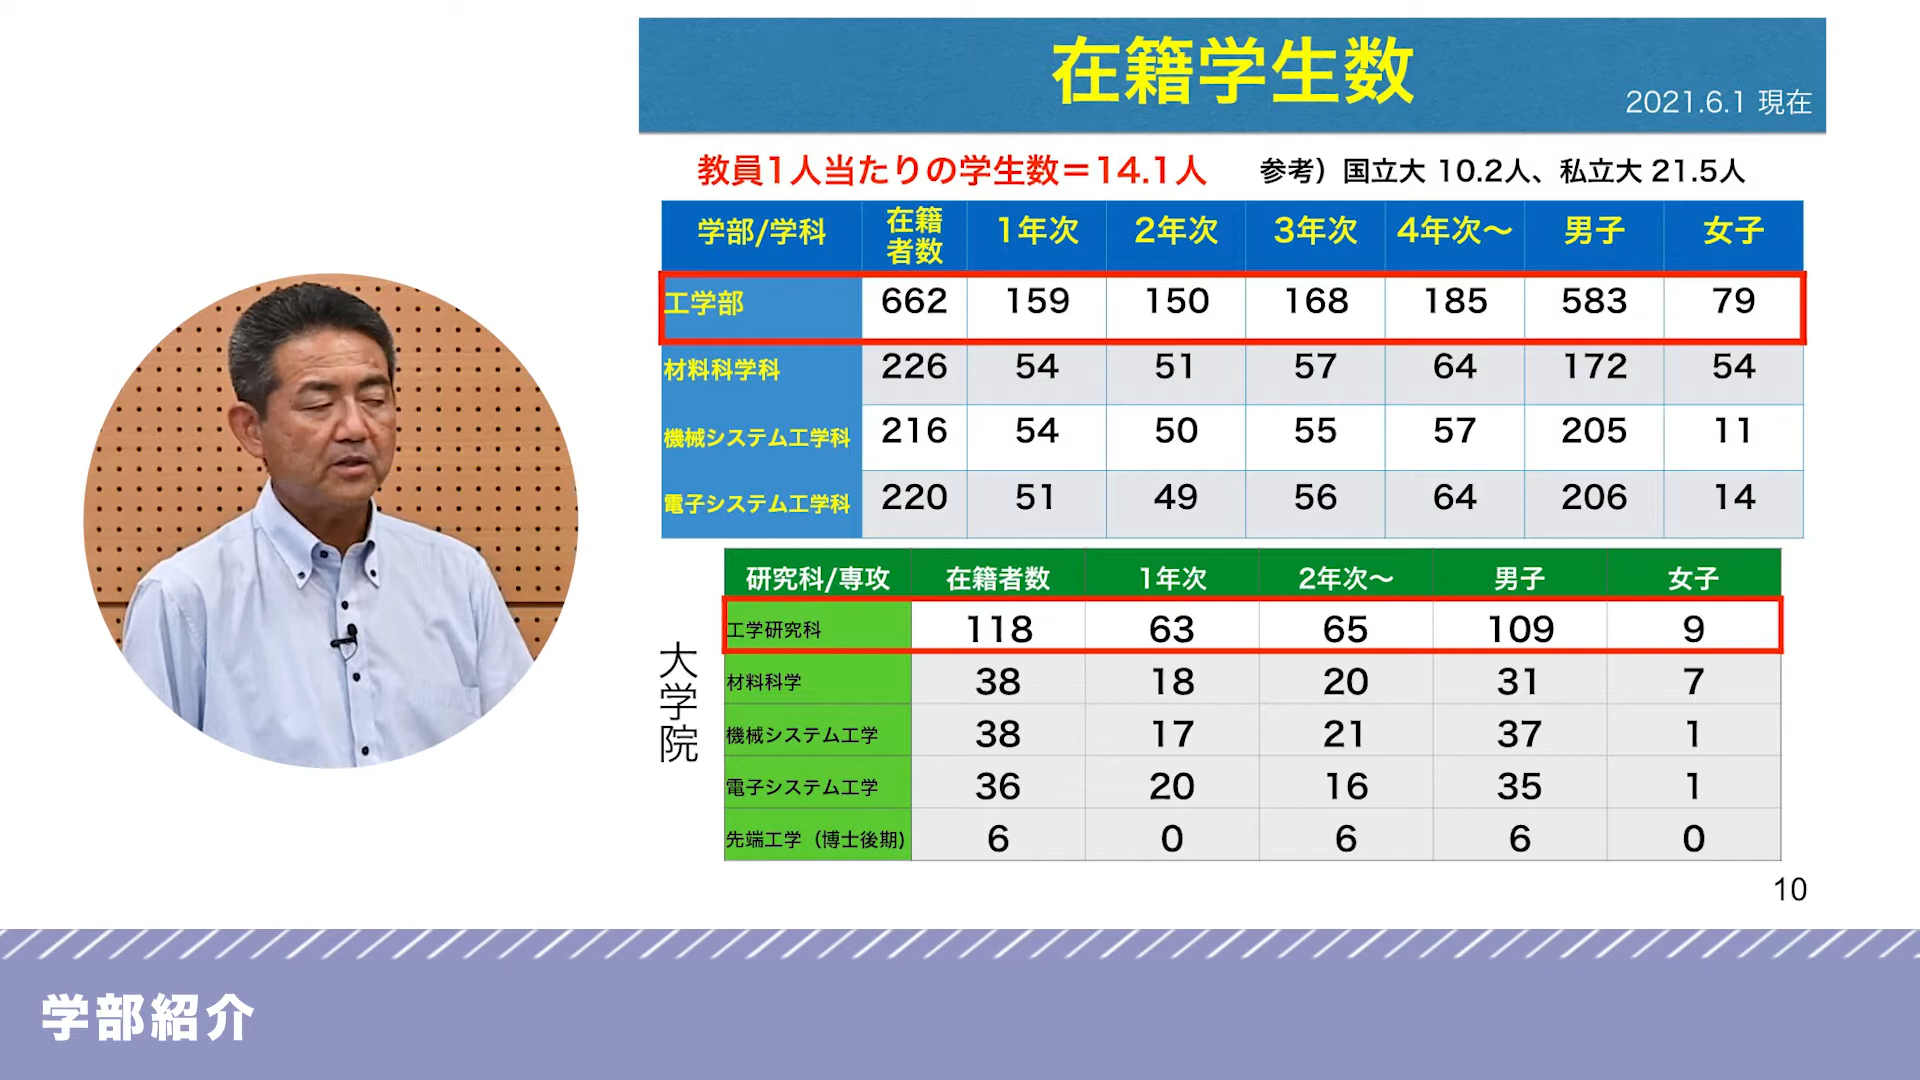 在籍学生数
2021.6.1 現在
教員1人当たりの学生数＝14.1人 参考）国立大 10.2人、私立大 21.5人
学部/学科 在籍者数 1年次 2年次 3年次 4年次〜 男子 女子
工学部 662 159 150 168 185 583 79
材料科学科 226 54 51 57 64 172 54
機械システム工学科 216 54 50 55 57 205 11
電子システム工学科 220 51 49 56 64 206 14
大学院
研究科/専攻 在籍者数 1年次 2年次〜 男子 女子
工学研究科 118 63 65 109 9
材料科学 38 18 20 31 7
機械システム工学 38 17 21 37 1
電子システム工学 36 20 16 35 1
先端工学（博士後期) 6 0 6 6 0
10
学部紹介